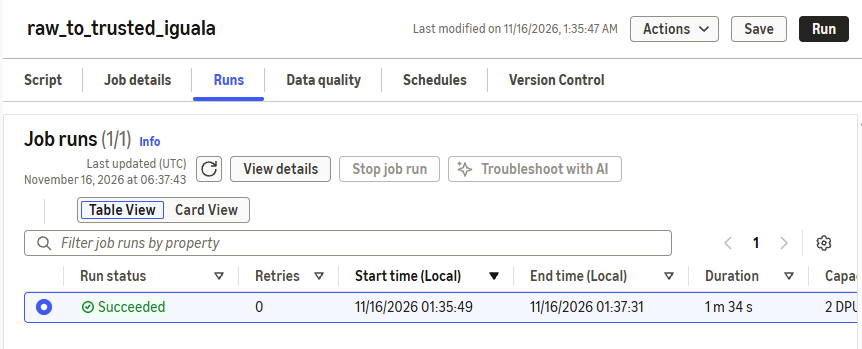 raw_to_trusted_iguala
Last modified on 11/16/2026, 1:35:47 AM
Actions
Save
Run
Script
Job details
Runs
Data quality
Schedules
Version Control
Job runs (1/1) Info
Last updated (UTC)
November 16, 2026 at 06:37:43
View details
Stop job run
Troubleshoot with AI
Table View
Card View
Filter job runs by property
1
Run status
Retries
Start time (Local)
End time (Local)
Duration
Capac
Succeeded
0
11/16/2026 01:35:49
11/16/2026 01:37:31
1 m 34 s
2 DPU